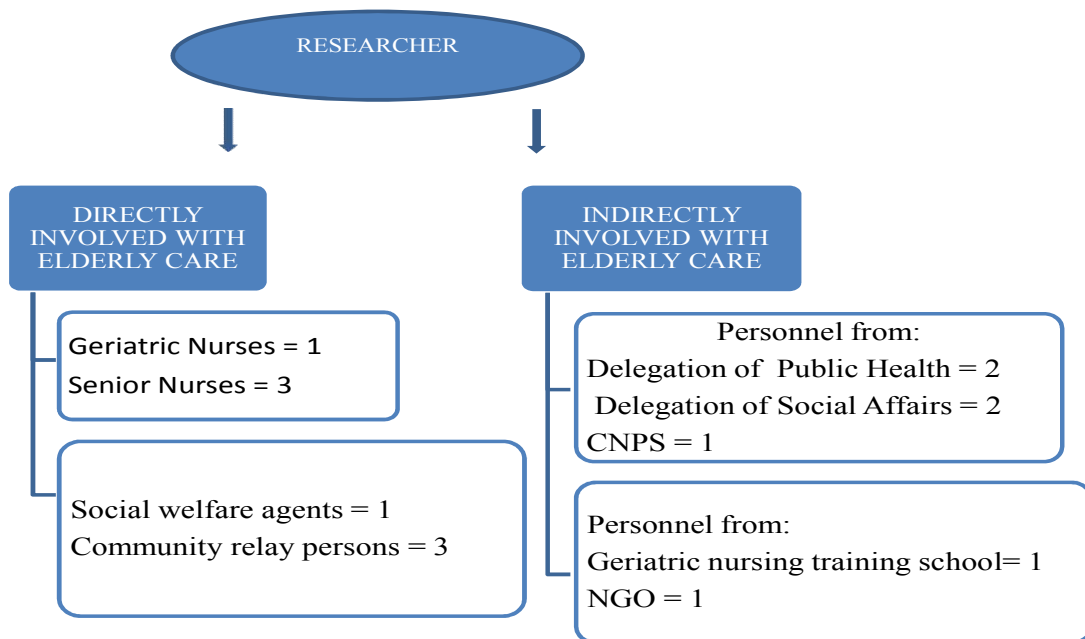 RESEARCHER
DIRECTLY
INVOLVED WITH
ELDERLY CARE
Geriatric Nurses = 1
Senior Nurses = 3
Social welfare agents = 1
Community relay persons = 3
INDIRECTLY
INVOLVED WITH
ELDERLY CARE
Personnel from:
Delegation of Public Health = 2
Delegation of Social Affairs = 2
CNPS = 1
Personnel from:
Geriatric nursing training school= 1
NGO = 1